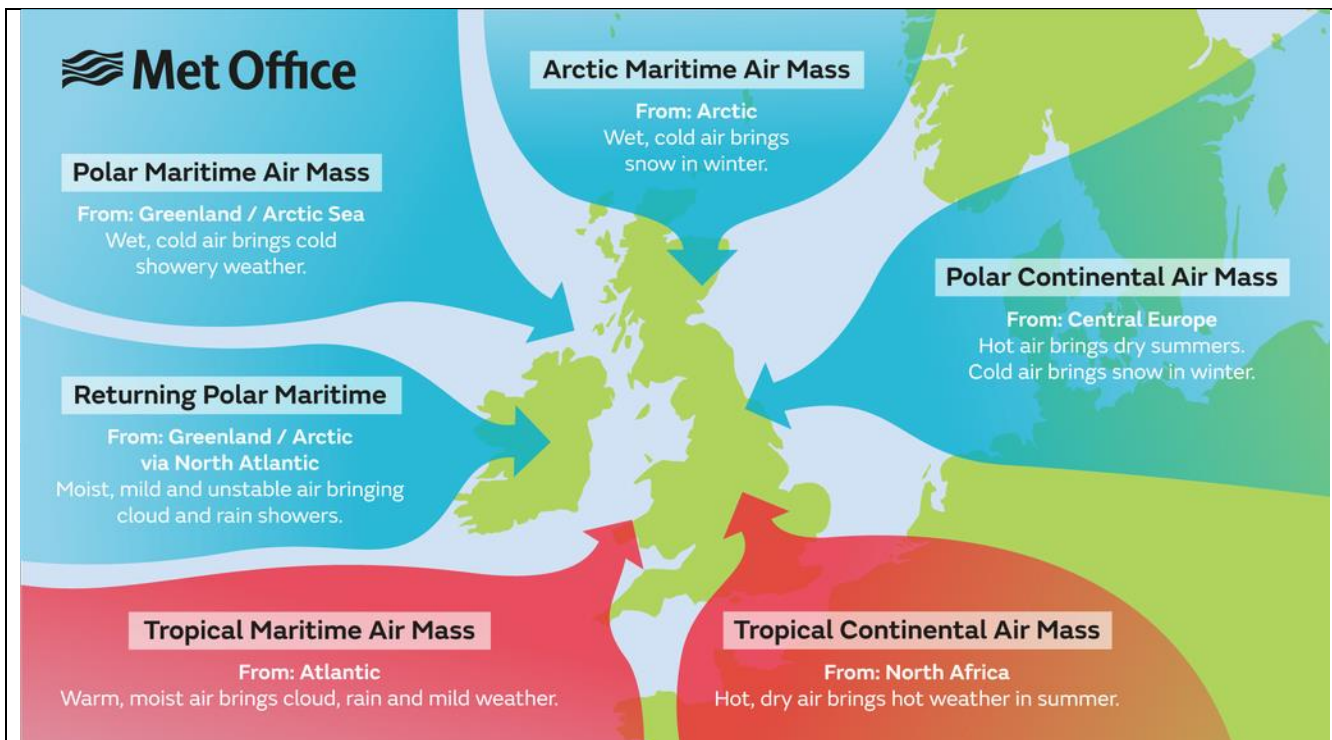 Met Office
Arctic Maritime Air Mass
From: Arctic
Wet, cold air brings
snow in winter.
Polar Maritime Air Mass
From: Greenland / Arctic Sea
Wet, cold air brings cold
showery weather.
Polar Continental Air Mass
From: Central Europe
Hot air brings dry summers.
Cold air brings snow in winter.
Returning Polar Maritime
From: Greenland / Arctic
via North Atlantic
Moist, mild and unstable air bringing
cloud and rain showers.
Tropical Maritime Air Mass
From: Atlantic
Warm, moist air brings cloud, rain and mild weather.
Tropical Continental Air Mass
From: North Africa
Hot, dry air brings hot weather in summer.